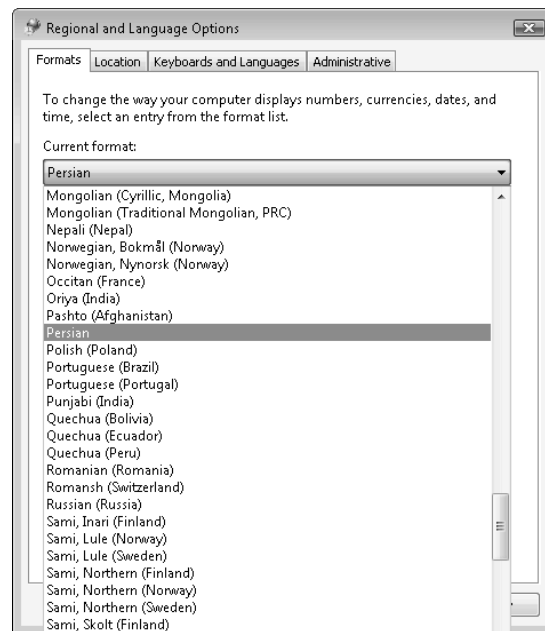 Regional and Language Options
Formats
Location
Keyboards and Languages
Administrative
To change the way your computer displays numbers, currencies, dates, and
time, select an entry from the format list.
Current format:
Persian
Mongolian (Cyrillic, Mongolia)
Mongolian (Traditional Mongolian, PRC)
Nepali (Nepal)
Norwegian, Bokmål (Norway)
Norwegian, Nynorsk (Norway)
Occitan (France)
Oriya (India)
Pashto (Afghanistan)
Persian
Polish (Poland)
Portuguese (Brazil)
Portuguese (Portugal)
Punjabi (India)
Quechua (Bolivia)
Quechua (Ecuador)
Quechua (Peru)
Romanian (Romania)
Romansh (Switzerland)
Russian (Russia)
Sami, Inari (Finland)
Sami, Lule (Norway)
Sami, Lule (Sweden)
Sami, Northern (Finland)
Sami, Northern (Norway)
Sami, Northern (Sweden)
Sami, Skolt (Finland)